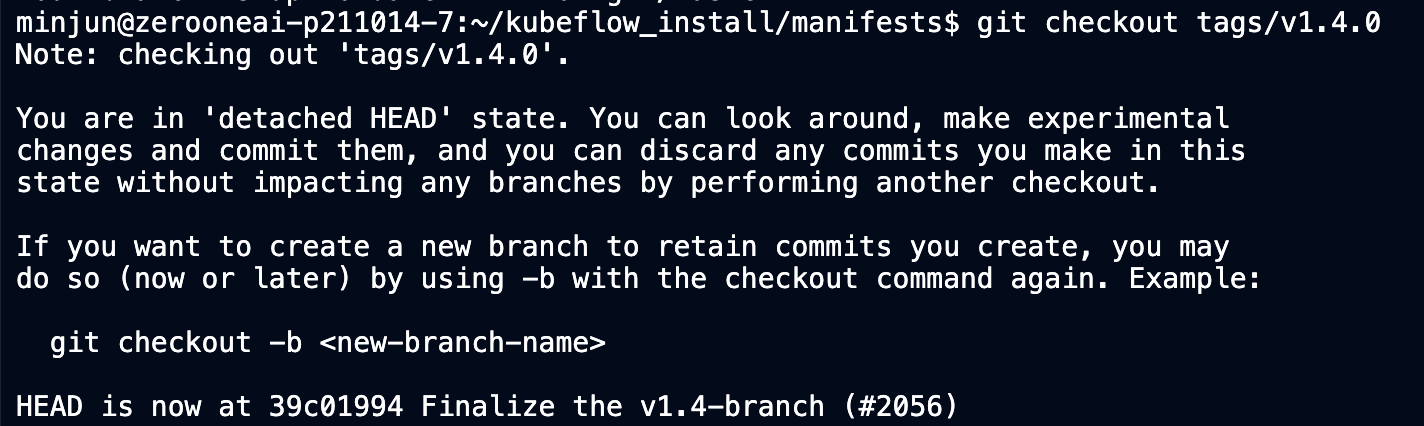 minjun@zerooneai-p211014-7:~/kubeflow_install/manifests$ git checkout tags/v1.4.0
Note: checking out 'tags/v1.4.0'.
You are in 'detached HEAD' state. You can look around, make experimental
changes and commit them, and you can discard any commits you make in this
state without impacting any branches by performing another checkout.
If you want to create a new branch to retain commits you create, you may
do so (now or later) by using -b with the checkout command again. Example:
git checkout -b <new-branch-name>
HEAD is now at 39c01994 Finalize the v1.4-branch (#2056)